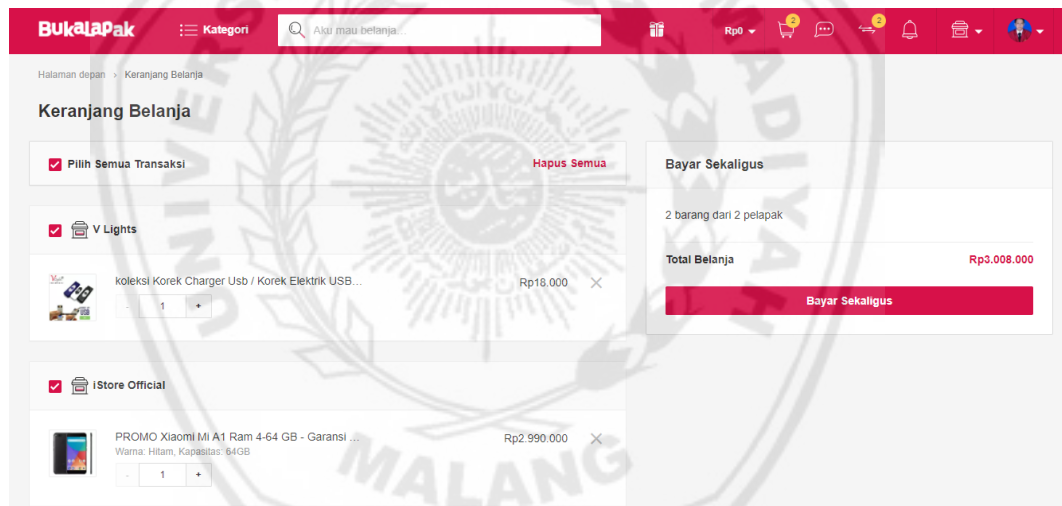 BukalaPak
Kategori
Aku mau belanja...
Rp0
2
2
Halaman depan > Keranjang Belanja
Keranjang Belanja
Pilih Semua Transaksi
Hapus Semua
V Lights
koleksi Korek Charger Usb / Korek Elektrik USB...
Rp18.000
- 1 +
iStore Official
PROMO Xiaomi Mi A1 Ram 4-64 GB - Garansi ...
Rp2.990.000
Warna: Hitam, Kapasitas: 64GB
- 1 +
Bayar Sekaligus
2 barang dari 2 pelapak
Total Belanja
Rp3.008.000
Bayar Sekaligus
MALANG